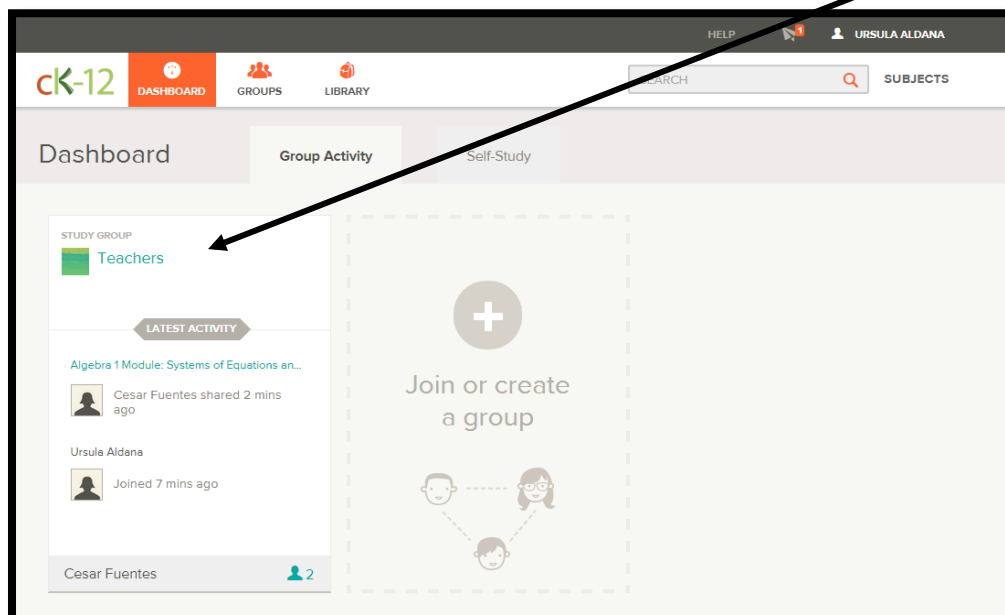 HELP
1
URSULA ALDANA
cK-12
DASHBOARD
GROUPS
LIBRARY
SEARCH
SUBJECTS
Dashboard
Group Activity
Self-Study
STUDY GROUP
Teachers
LATEST ACTIVITY
Algebra 1 Module: Systems of Equations an...
Cesar Fuentes shared 2 mins
ago
Ursula Aldana
Joined 7 mins ago
Cesar Fuentes
2
Join or create
a group